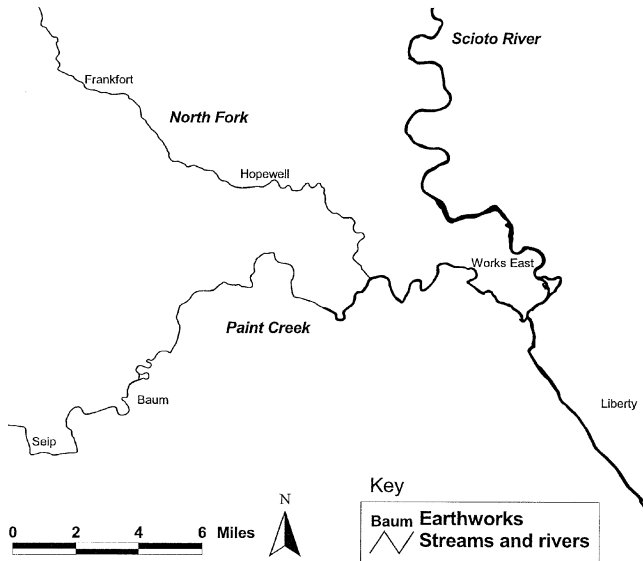 Scioto River
Frankfort
North Fork
Hopewell
Works East
Paint Creek
Baum
Liberty
Seip
Key
N
Baum Earthworks
Streams and rivers
0 2 4 6 Miles